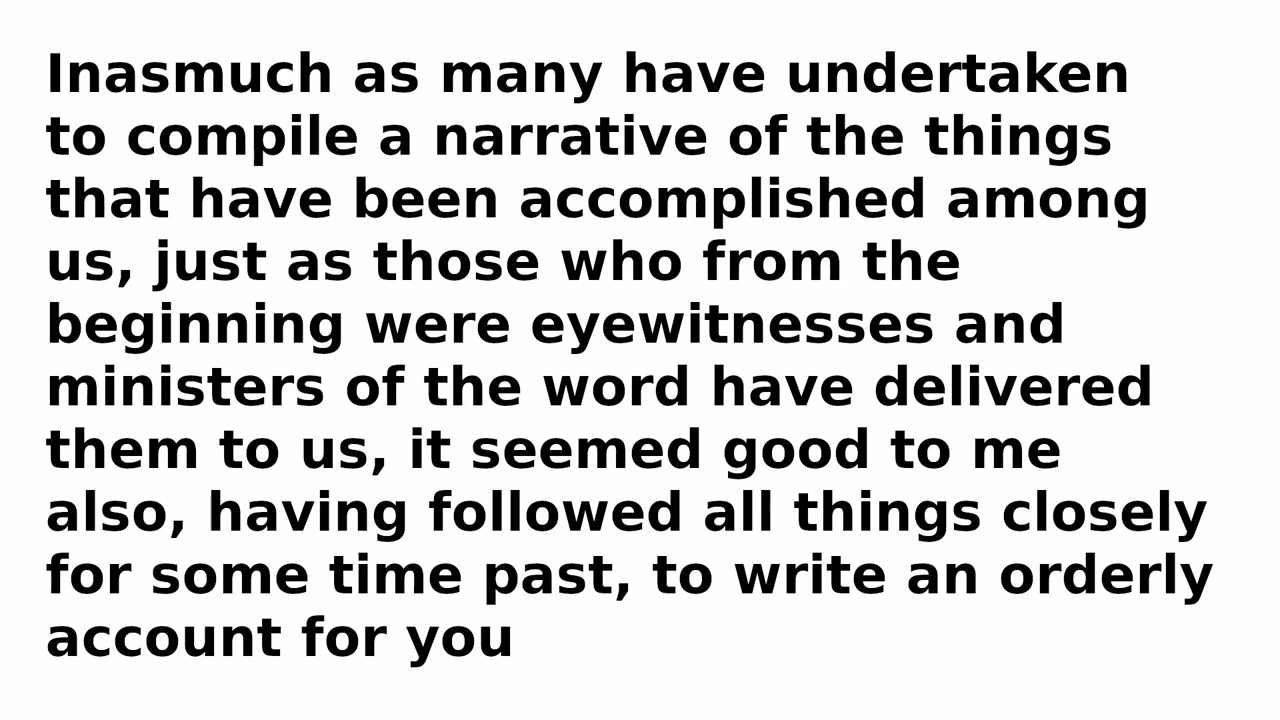 Inasmuch as many have undertaken
to compile a narrative of the things
that have been accomplished among
us, just as those who from the
beginning were eyewitnesses and
ministers of the word have delivered
them to us, it seemed good to me
also, having followed all things closely
for some time past, to write an orderly
account for you